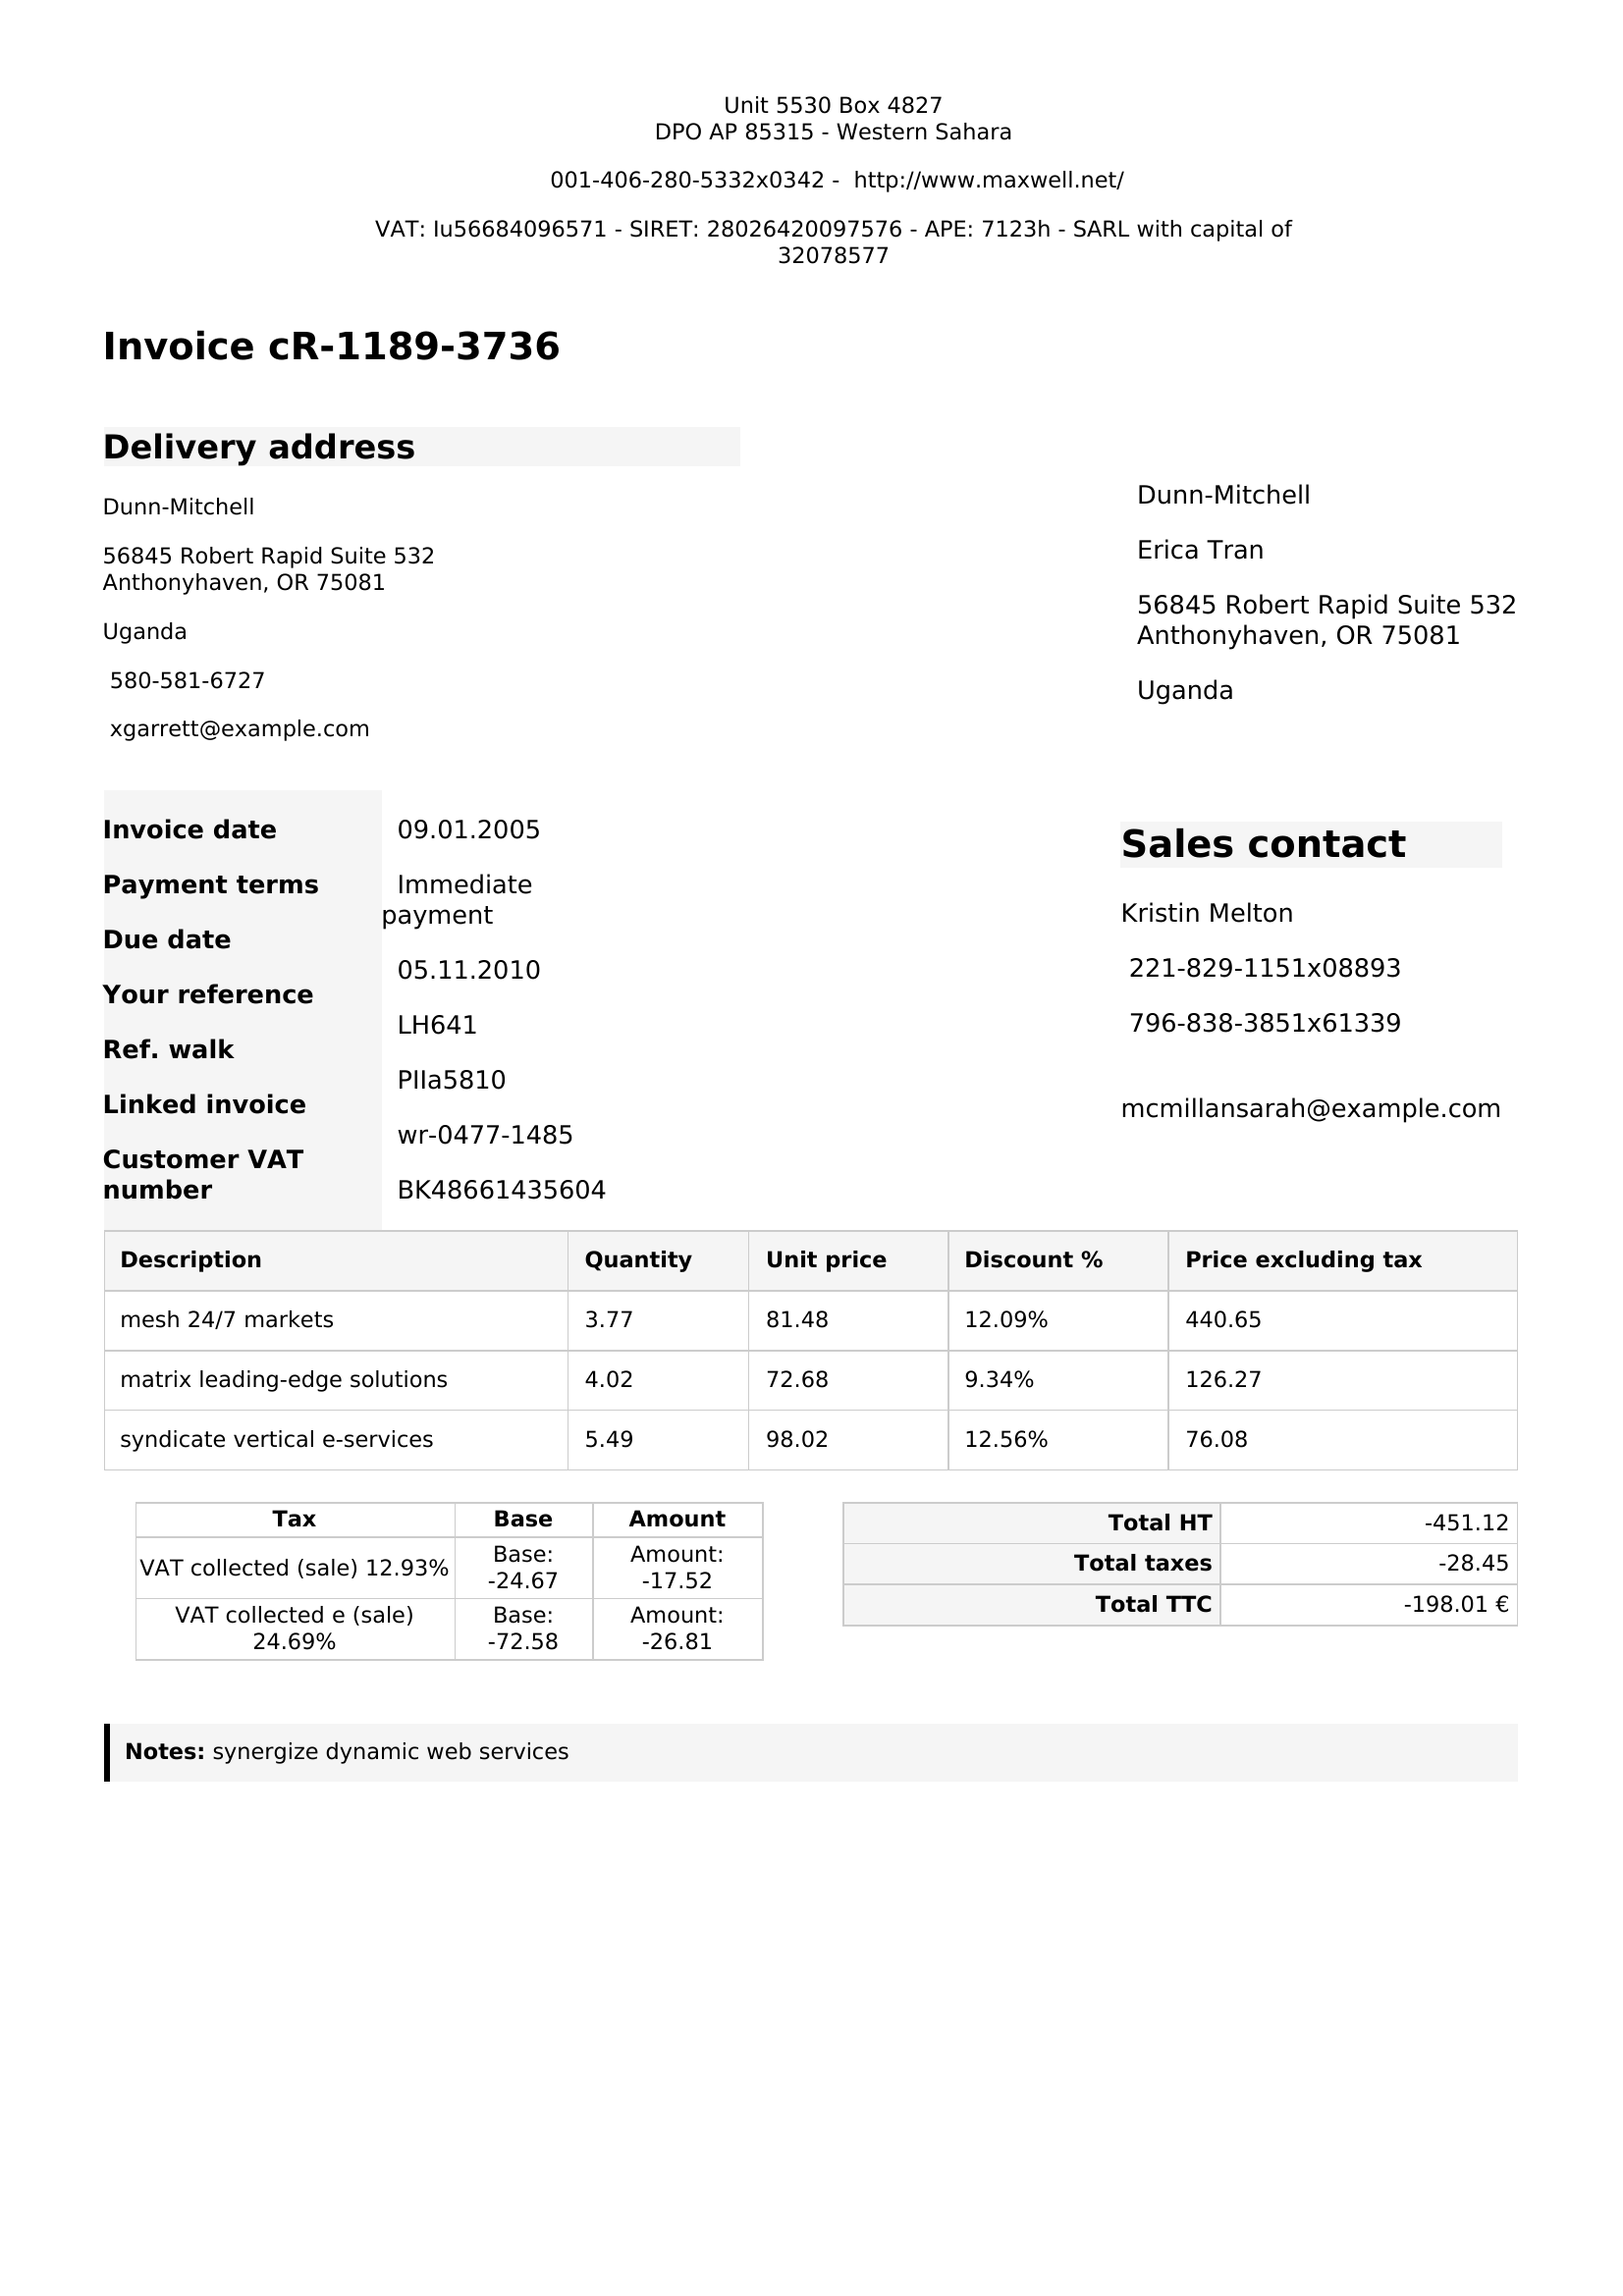 Unit 5530 Box 4827
DPO AP 85315 - Western Sahara
001-406-280-5332x0342 - http://www.maxwell.net/
VAT: Iu56684096571 - SIRET: 28026420097576 - APE: 7123h - SARL with capital of
32078577
Invoice cR-1189-3736
Delivery address
Dunn-Mitchell
56845 Robert Rapid Suite 532
Anthonyhaven, OR 75081
Uganda
580-581-6727
xgarrett@example.com
Dunn-Mitchell
Erica Tran
56845 Robert Rapid Suite 532
Anthonyhaven, OR 75081
Uganda
Invoice date
Payment terms
Due date
Your reference
Ref. walk
Linked invoice
Customer VAT
number
09.01.2005
Immediate
payment
05.11.2010
LH641
PIIa5810
wr-0477-1485
BK48661435604
Sales contact
Kristin Melton
221-829-1151x08893
796-838-3851x61339
mcmillansarah@example.com
Description Quantity Unit price Discount % Price excluding tax
mesh 24/7 markets 3.77 81.48 12.09% 440.65
matrix leading-edge solutions 4.02 72.68 9.34% 126.27
syndicate vertical e-services 5.49 98.02 12.56% 76.08
Tax Base Amount
VAT collected (sale) 12.93% Base: -24.67 Amount: -17.52
VAT collected e (sale) 24.69% Base: -72.58 Amount: -26.81
Total HT -451.12
Total taxes -28.45
Total TTC -198.01 €
Notes: synergize dynamic web services